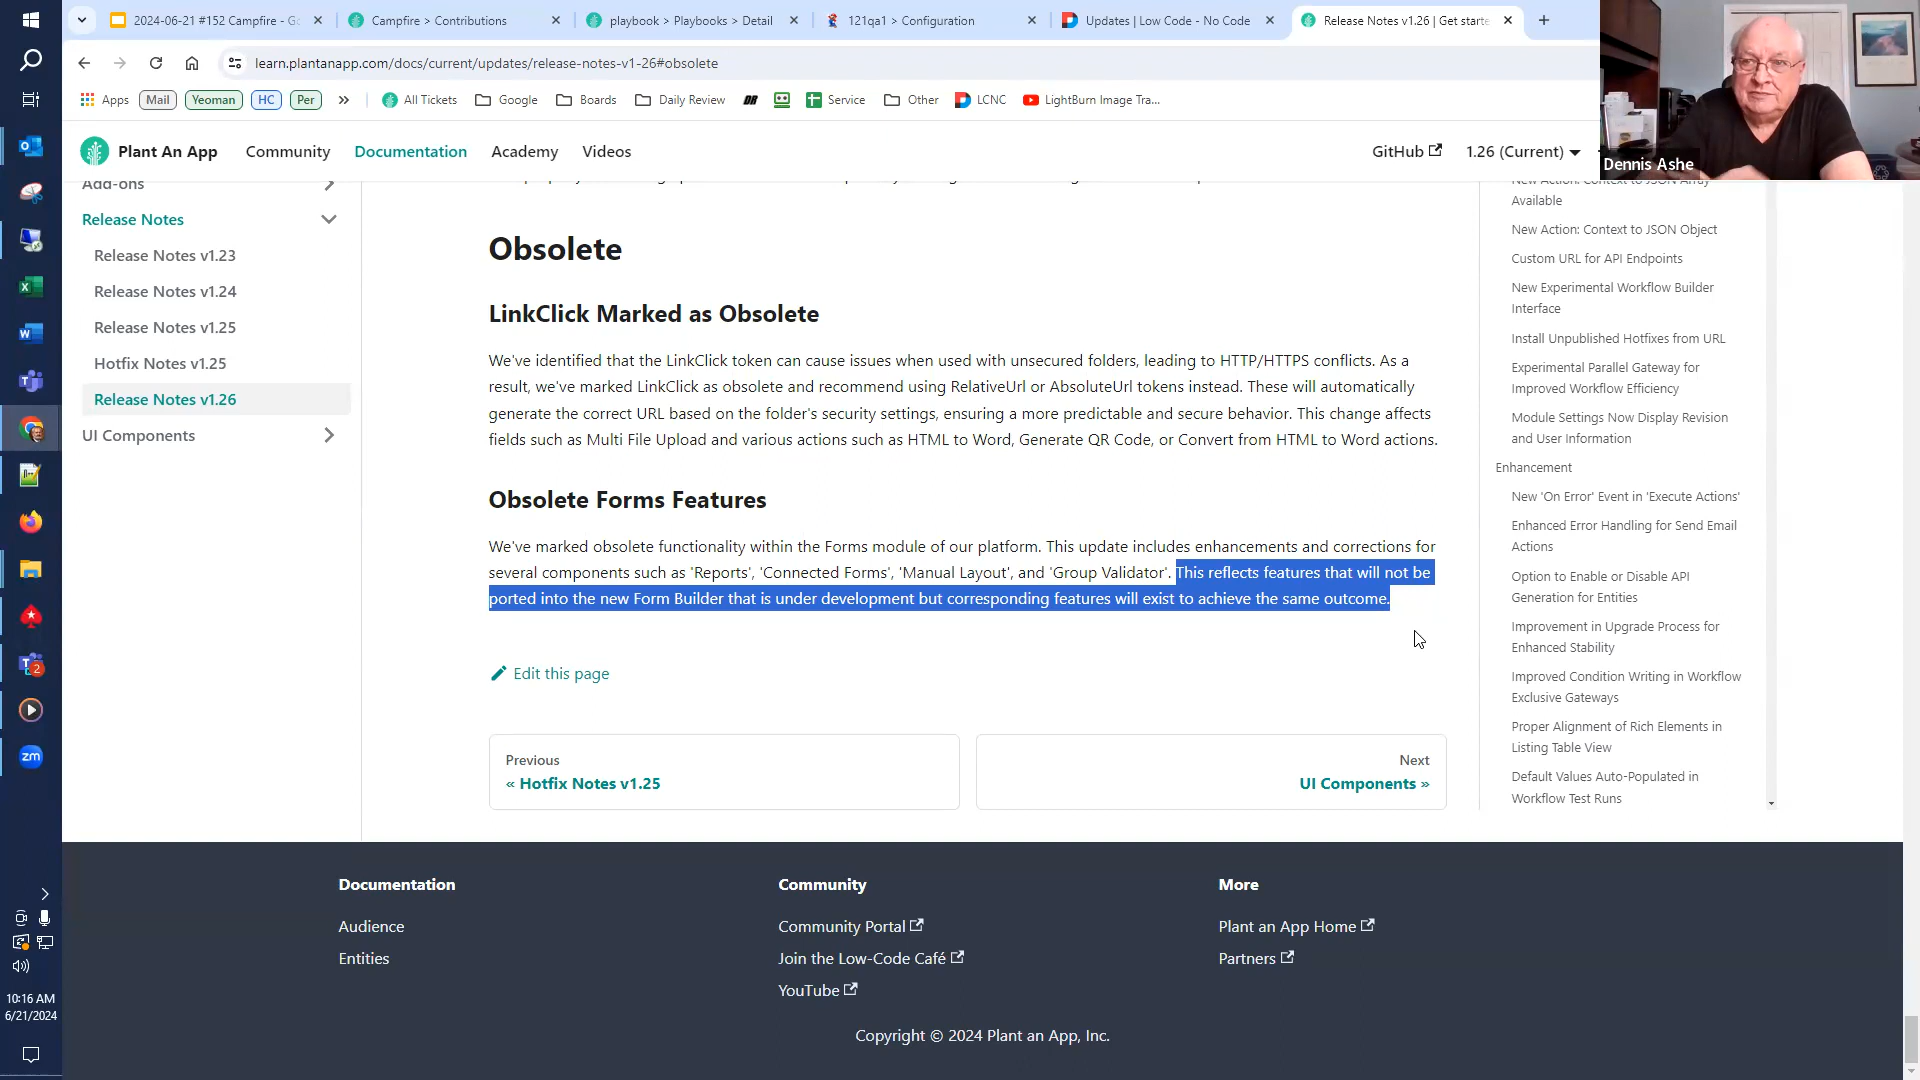 2024-06-21 #152 Campfire - Go
Campfire > Contributions
playbook > Playbooks > Detail
121qa1 > Configuration
Updates | Low Code - No Code
Release Notes v1.26 | Get starte
learn.plantanapp.com/docs/current/updates/release-notes-v1-26#obsolete
Apps
Mail
Yeoman
HC
Per
All Tickets
Google
Boards
Daily Review
Service
Other
LCNC
LightBurn Image Tra...
Dennis Ashe
Plant An App
Community
Documentation
Academy
Videos
GitHub
1.26 (Current)
Add-ons
Release Notes
Release Notes v1.23
Release Notes v1.24
Release Notes v1.25
Hotfix Notes v1.25
Release Notes v1.26
UI Components
Obsolete
LinkClick Marked as Obsolete
We've identified that the LinkClick token can cause issues when used with unsecured folders, leading to HTTP/HTTPS conflicts. As a
result, we've marked LinkClick as obsolete and recommend using RelativeUrl or AbsoluteUrl tokens instead. These will automatically
generate the correct URL based on the folder's security settings, ensuring a more predictable and secure behavior. This change affects
fields such as Multi File Upload and various actions such as HTML to Word, Generate QR Code, or Convert from HTML to Word actions.
Obsolete Forms Features
We've marked obsolete functionality within the Forms module of our platform. This update includes enhancements and corrections for
several components such as 'Reports', 'Connected Forms', 'Manual Layout', and 'Group Validator'. This reflects features that will not be
ported into the new Form Builder that is under development but corresponding features will exist to achieve the same outcome.
Edit this page
Previous
« Hotfix Notes v1.25
Next
UI Components »
New Action: Context to JSON Array
Available
New Action: Context to JSON Object
Custom URL for API Endpoints
New Experimental Workflow Builder
Interface
Install Unpublished Hotfixes from URL
Experimental Parallel Gateway for
Improved Workflow Efficiency
Module Settings Now Display Revision
and User Information
Enhancement
New 'On Error' Event in 'Execute Actions'
Enhanced Error Handling for Send Email
Actions
Option to Enable or Disable API
Generation for Entities
Improvement in Upgrade Process for
Enhanced Stability
Improved Condition Writing in Workflow
Exclusive Gateways
Proper Alignment of Rich Elements in
Listing Table View
Default Values Auto-Populated in
Workflow Test Runs
Documentation
Audience
Entities
Community
Community Portal
Join the Low-Code Café
YouTube
More
Plant an App Home
Partners
Copyright © 2024 Plant an App, Inc.
2
zm
10:16 AM
6/21/2024